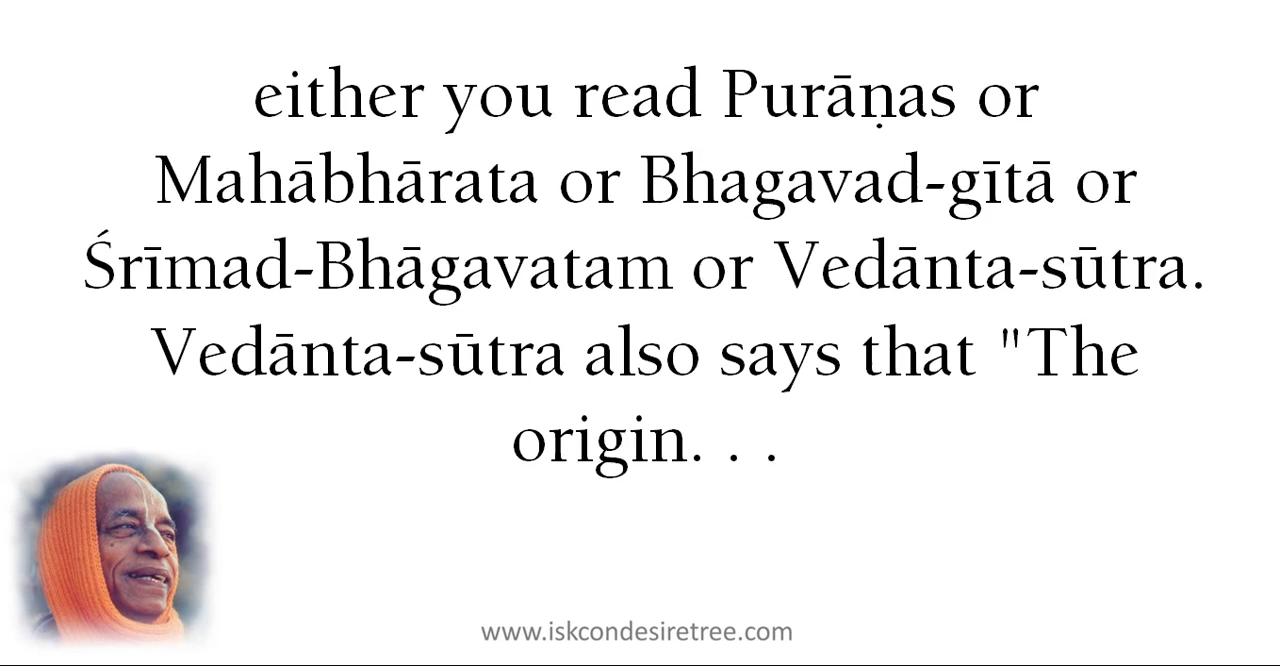 either you read Purāṇas or
Mahābhārata or Bhagavad-gītā or
Śrīmad-Bhāgavatam or Vedānta-sūtra.
Vedānta-sūtra also says that "The
origin. . .
www.iskcondesiretree.com